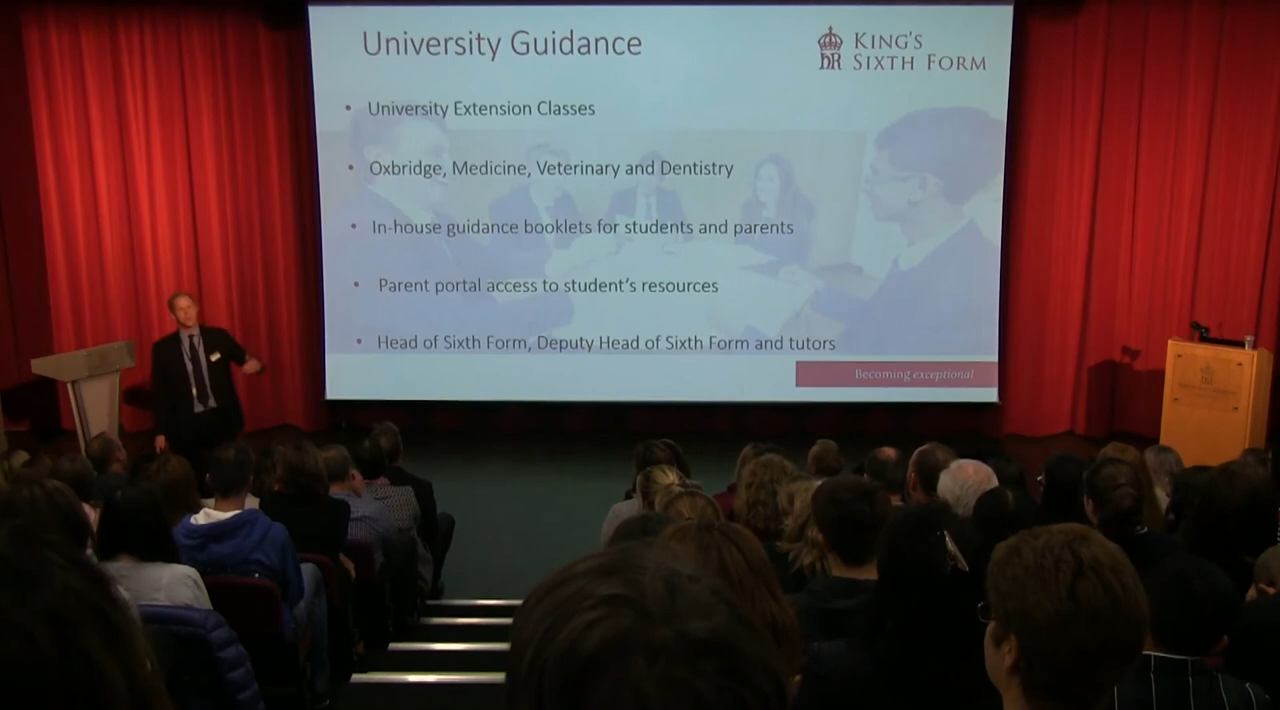 University Guidance
KING'S
SIXTH FORM
• University Extension Classes
• Oxbridge, Medicine, Veterinary and Dentistry
• In-house guidance booklets for students and parents
• Parent portal access to student's resources
• Head of Sixth Form, Deputy Head of Sixth Form and tutors
Becoming exceptional